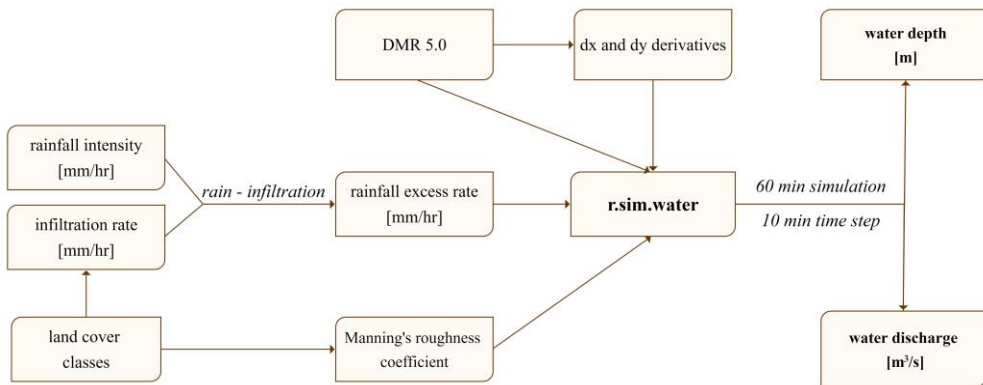 DMR 5.0
dx and dy derivatives
water depth
[m]
rainfall intensity
[mm/hr]
rain - infiltration
infiltration rate
[mm/hr]
rainfall excess rate
[mm/hr]
r.sim.water
60 min simulation
10 min time step
land cover
classes
Manning's roughness
coefficient
water discharge
[m³/s]